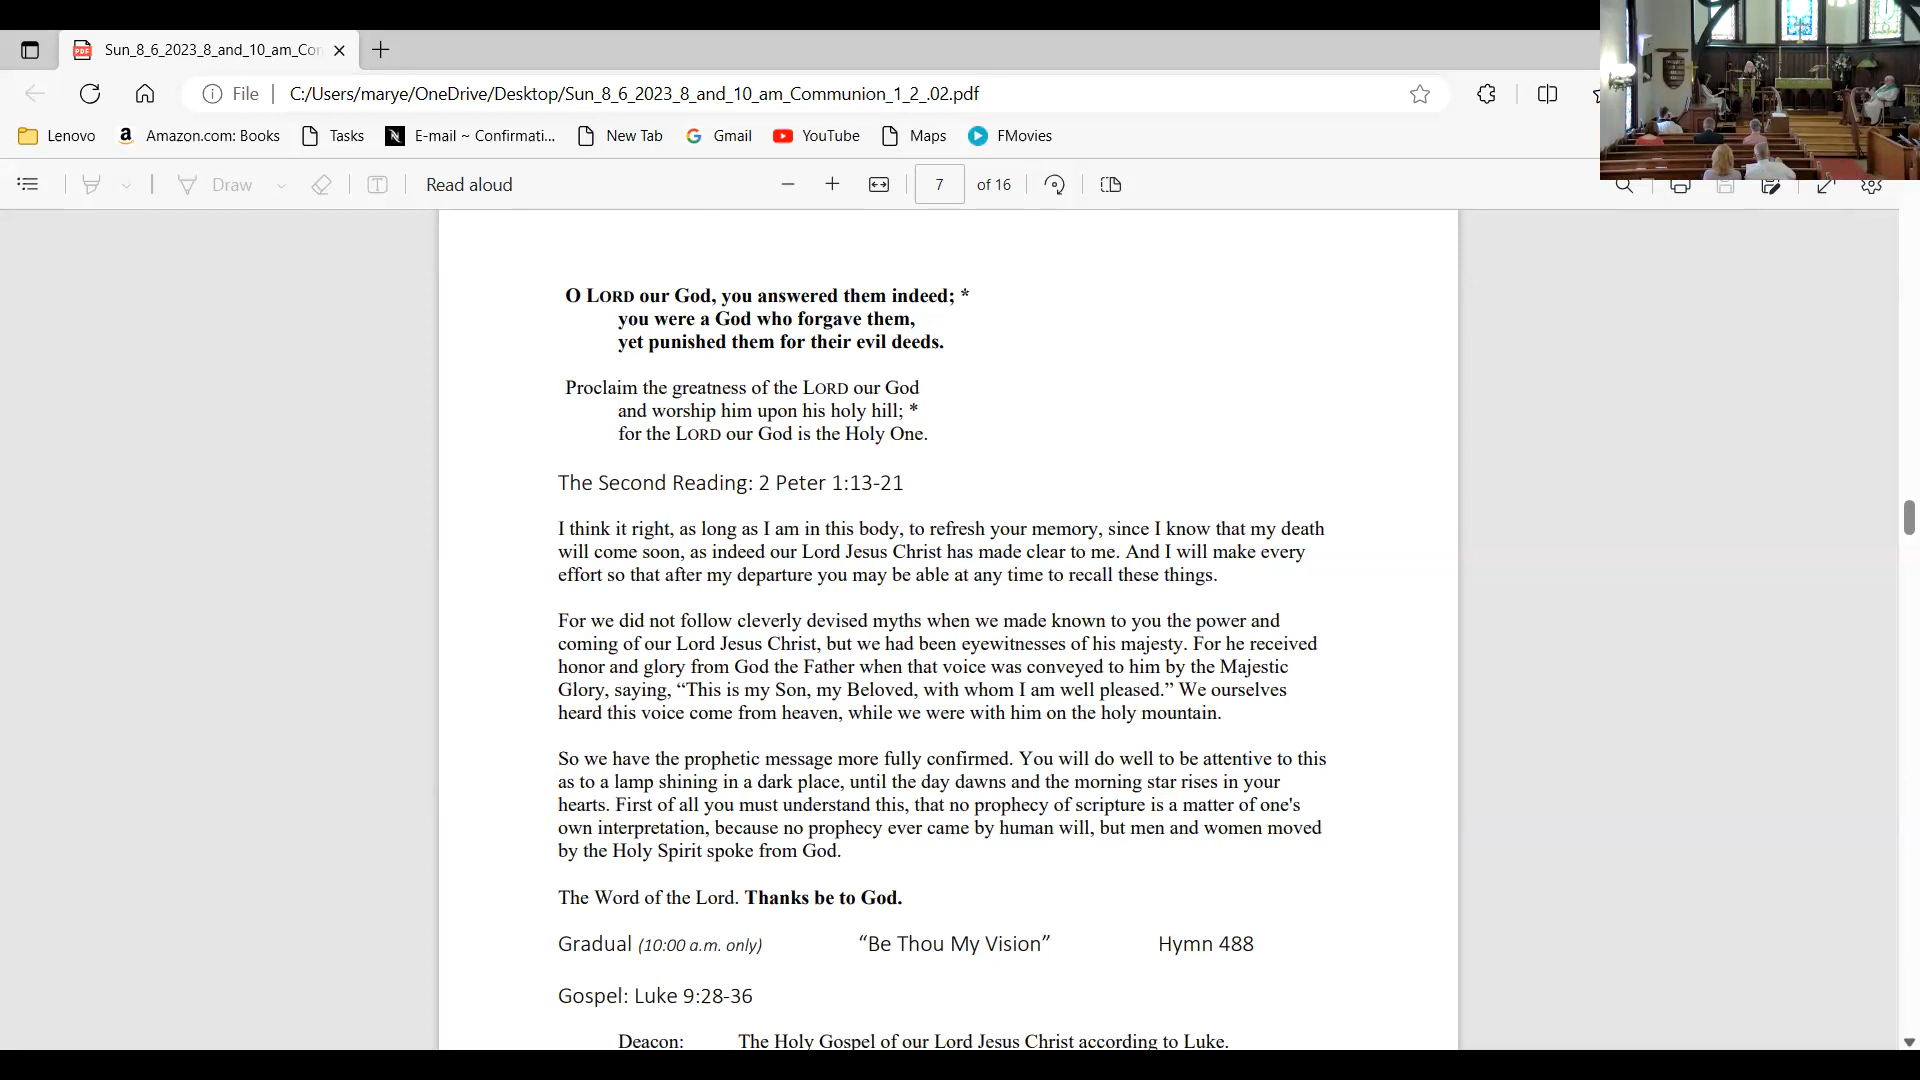 Sun_8_6_2023_8_and_10_am_Con
File
C:/Users/marye/OneDrive/Desktop/Sun_8_6_2023_8_and_10_am_Communion_1_2_.02.pdf
Lenovo
Amazon.com: Books
Tasks
E-mail ~ Confirmati...
New Tab
Gmail
YouTube
Maps
FMovies
Draw
Read aloud
7 of 16
O LORD our God, you answered them indeed; *
you were a God who forgave them,
yet punished them for their evil deeds.
Proclaim the greatness of the LORD our God
and worship him upon his holy hill; *
for the LORD our God is the Holy One.
The Second Reading: 2 Peter 1:13-21
I think it right, as long as I am in this body, to refresh your memory, since I know that my death
will come soon, as indeed our Lord Jesus Christ has made clear to me. And I will make every
effort so that after my departure you may be able at any time to recall these things.
For we did not follow cleverly devised myths when we made known to you the power and
coming of our Lord Jesus Christ, but we had been eyewitnesses of his majesty. For he received
honor and glory from God the Father when that voice was conveyed to him by the Majestic
Glory, saying, “This is my Son, my Beloved, with whom I am well pleased.” We ourselves
heard this voice come from heaven, while we were with him on the holy mountain.
So we have the prophetic message more fully confirmed. You will do well to be attentive to this
as to a lamp shining in a dark place, until the day dawns and the morning star rises in your
hearts. First of all you must understand this, that no prophecy of scripture is a matter of one's
own interpretation, because no prophecy ever came by human will, but men and women moved
by the Holy Spirit spoke from God.
The Word of the Lord. Thanks be to God.
Gradual (10:00 a.m. only) “Be Thou My Vision” Hymn 488
Gospel: Luke 9:28-36
Deacon: The Holy Gospel of our Lord Jesus Christ according to Luke.